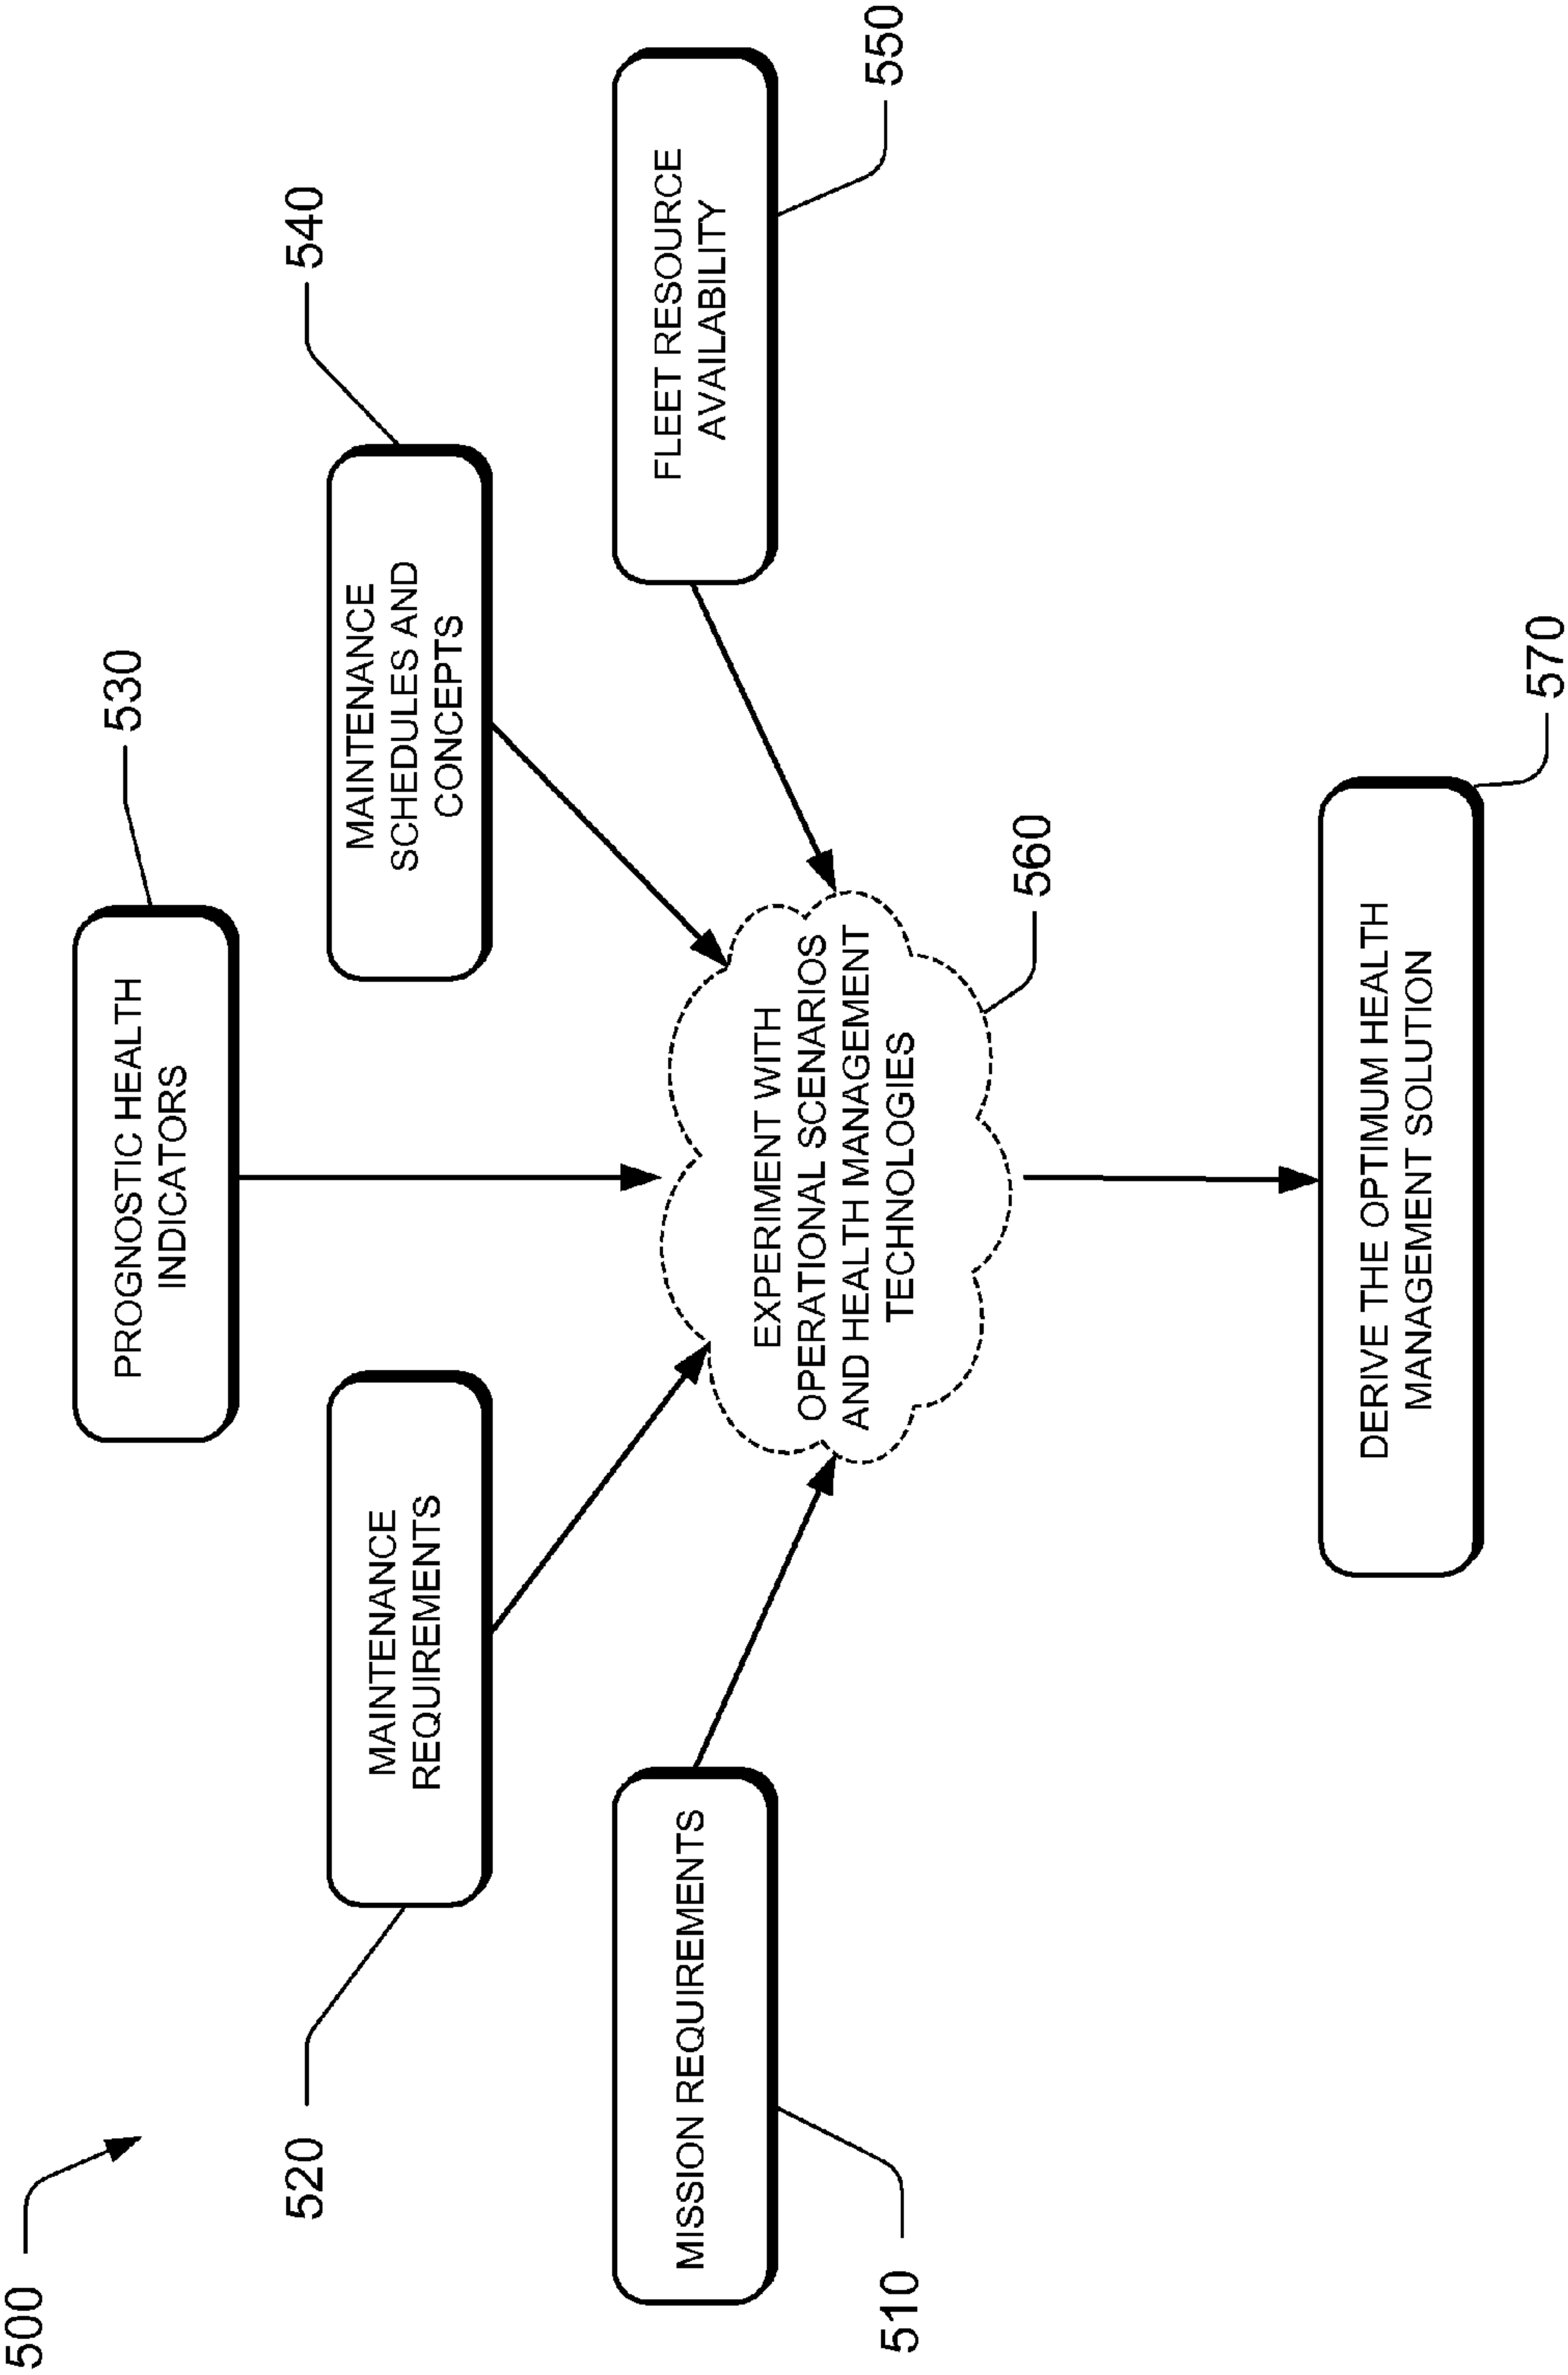 500
530
PROGNOSTIC HEALTH
INDICATORS
520
MAINTENANCE
REQUIREMENTS
540
MAINTENANCE
SCHEDULES AND
CONCEPTS
510
MISSION REQUIREMENTS
550
FLEET RESOURCE
AVAILABILITY
560
EXPERIMENT WITH
OPERATIONAL SCENARIOS
AND HEALTH MANAGEMENT
TECHNOLOGIES
570
DERIVE THE OPTIMUM HEALTH
MANAGEMENT SOLUTION